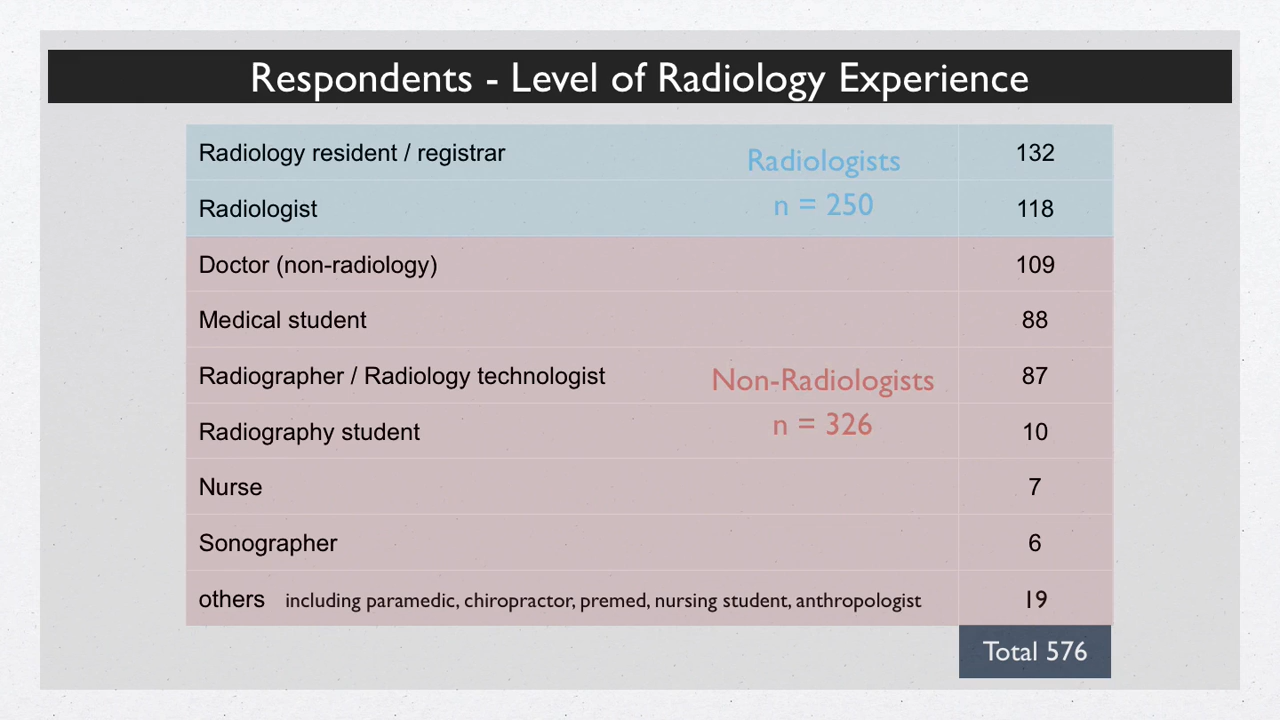 Respondents - Level of Radiology Experience
Radiology resident / registrar 132
Radiologists
Radiologist 118
n = 250
Doctor (non-radiology) 109
Medical student 88
Radiographer / Radiology technologist 87
Non-Radiologists
n = 326
Radiography student 10
Nurse 7
Sonographer 6
others including paramedic, chiropractor, premed, nursing student, anthropologist 19
Total 576